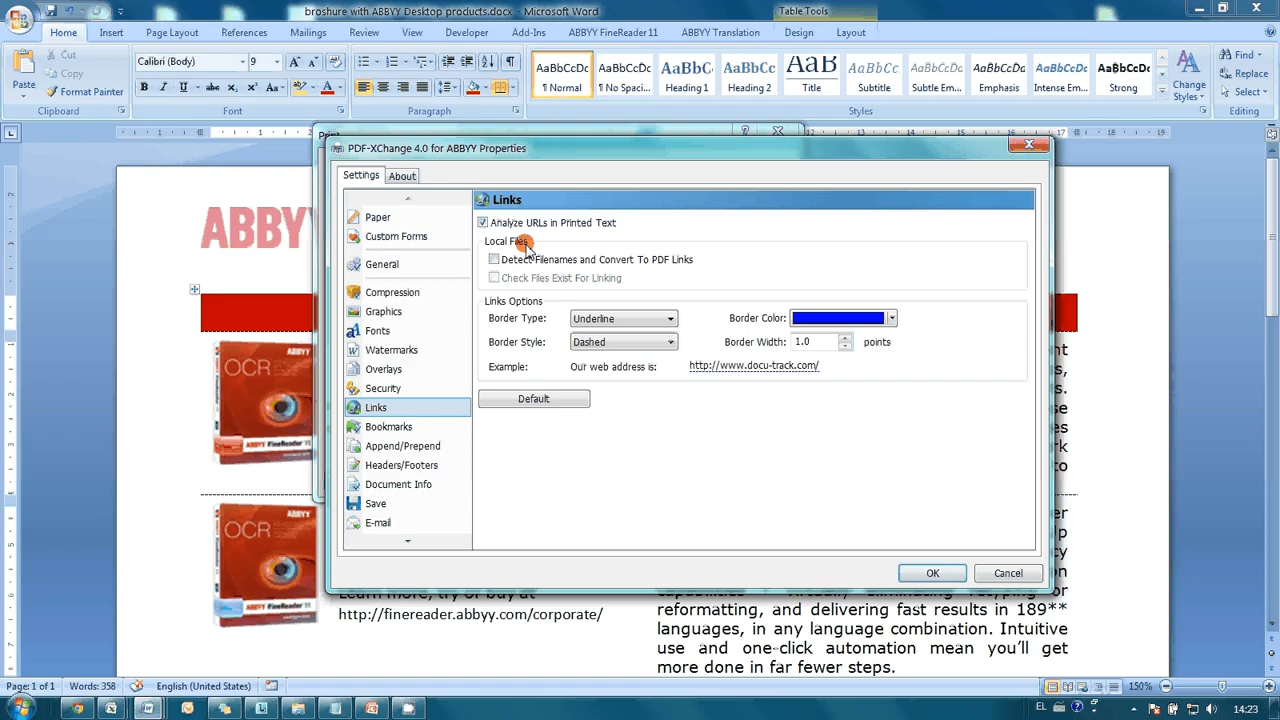 broshure with ABBYY Desktop products.docx – Microsoft Word
Table Tools
Home Insert Page Layout References Mailings Review View Developer Add-Ins ABBYY FineReader 11 ABBYY Translation Design Layout
Paste
Cut
Copy
Format Painter
Clipboard
Calibri (Body) 9
Font
Paragraph
AaBbCcDc AaBbCcDc AaBbC AaBbCc AaB AaBbCc AaBbCcDc AaBbCcDc AaBbCcDc AaBbCcDc
¶ Normal ¶ No Spaci... Heading 1 Heading 2 Title Subtitle Subtle Em... Emphasis Intense Em... Strong
Change Styles
Styles
Find
Replace
Select
Editing
Print
PDF-XChange 4.0 for ABBYY Properties
Settings About
Paper
Custom Forms
General
Compression
Graphics
Fonts
Watermarks
Overlays
Security
Links
Bookmarks
Append/Prepend
Headers/Footers
Document Info
Save
E-mail
Links
Analyze URLs in Printed Text
Local Files
Detect Filenames and Convert To PDF Links
Check Files Exist For Linking
Links Options
Border Type: Underline Border Color:
Border Style: Dashed Border Width: 1.0 points
Example: Our web address is: http://www.docu-track.com/
Default
OK Cancel
ABBYY
OCR
ABBYY FineReader 11
OCR
ABBYY FineReader 11
http://finereader.abbyy.com/corporate/
reformatting, and delivering fast results in 189**
languages, in any language combination. Intuitive
use and one-click automation mean you'll get
more done in far fewer steps.
Page: 1 of 1 Words: 358 English (United States) 150%
EL 14:23